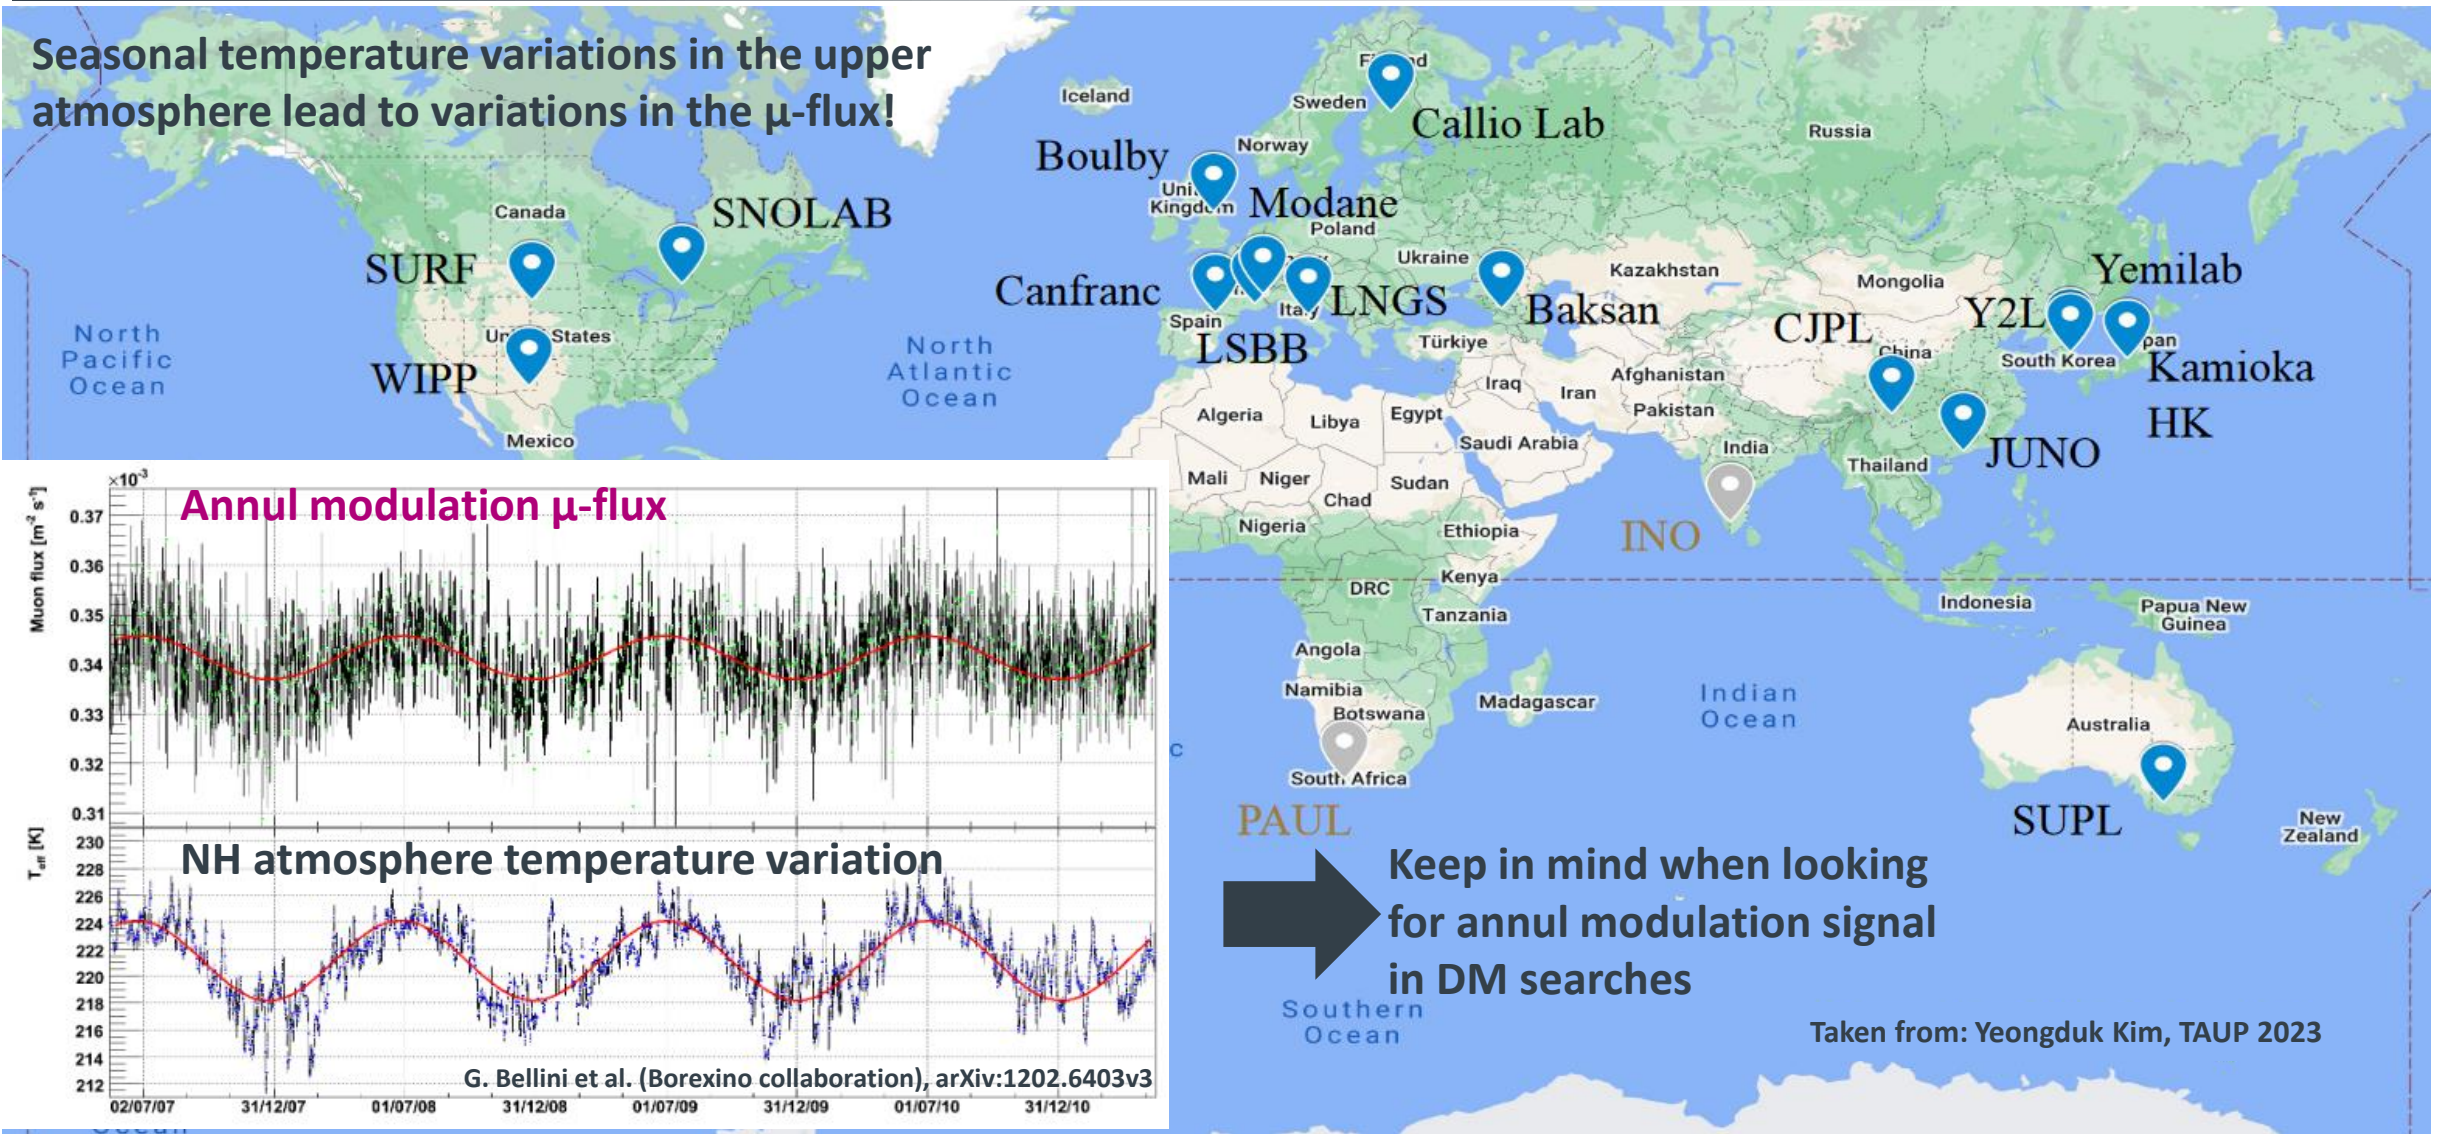 Seasonal temperature variations in the upper
atmosphere lead to variations in the μ-flux!
Iceland
Sweden
Norway
Russia
Callio Lab
Boulby
Kingdom
Modane
Poland
Canada
SNOLAB
SURF
Ukraine
Kazakhstan
Mongolia
Yemilab
Canfranc
LNGS
Baksan
Y2L
CJPL
Spain
Italy
LSBB
Türkiye
China
South Korea
Kamioka
HK
North
Pacific
Ocean
States
WIPP
Mexico
North
Atlantic
Ocean
Iraq
Iran
Afghanistan
Pakistan
Algeria
Libya
Egypt
Saudi Arabia
India
Thailand
JUNO
Mali
Niger
Chad
Sudan
Nigeria
Ethiopia
INO
DRC
Kenya
Tanzania
Indonesia
Papua New
Guinea
Angola
Namibia
Botswana
Madagascar
Indian
Ocean
Australia
South Africa
PAUL
SUPL
New
Zealand
c
×10⁻³
Annul modulation μ-flux
Muon flux [m⁻² s⁻¹]
0.37
0.36
0.35
0.34
0.33
0.32
0.31
NH atmosphere temperature variation
Teff [K]
230
228
226
224
222
220
218
216
214
212
G. Bellini et al. (Borexino collaboration), arXiv:1202.6403v3
02/07/07 31/12/07 01/07/08 31/12/08 01/07/09 31/12/09 01/07/10 31/12/10
Keep in mind when looking
for annul modulation signal
in DM searches
Southern
Ocean
Taken from: Yeongduk Kim, TAUP 2023